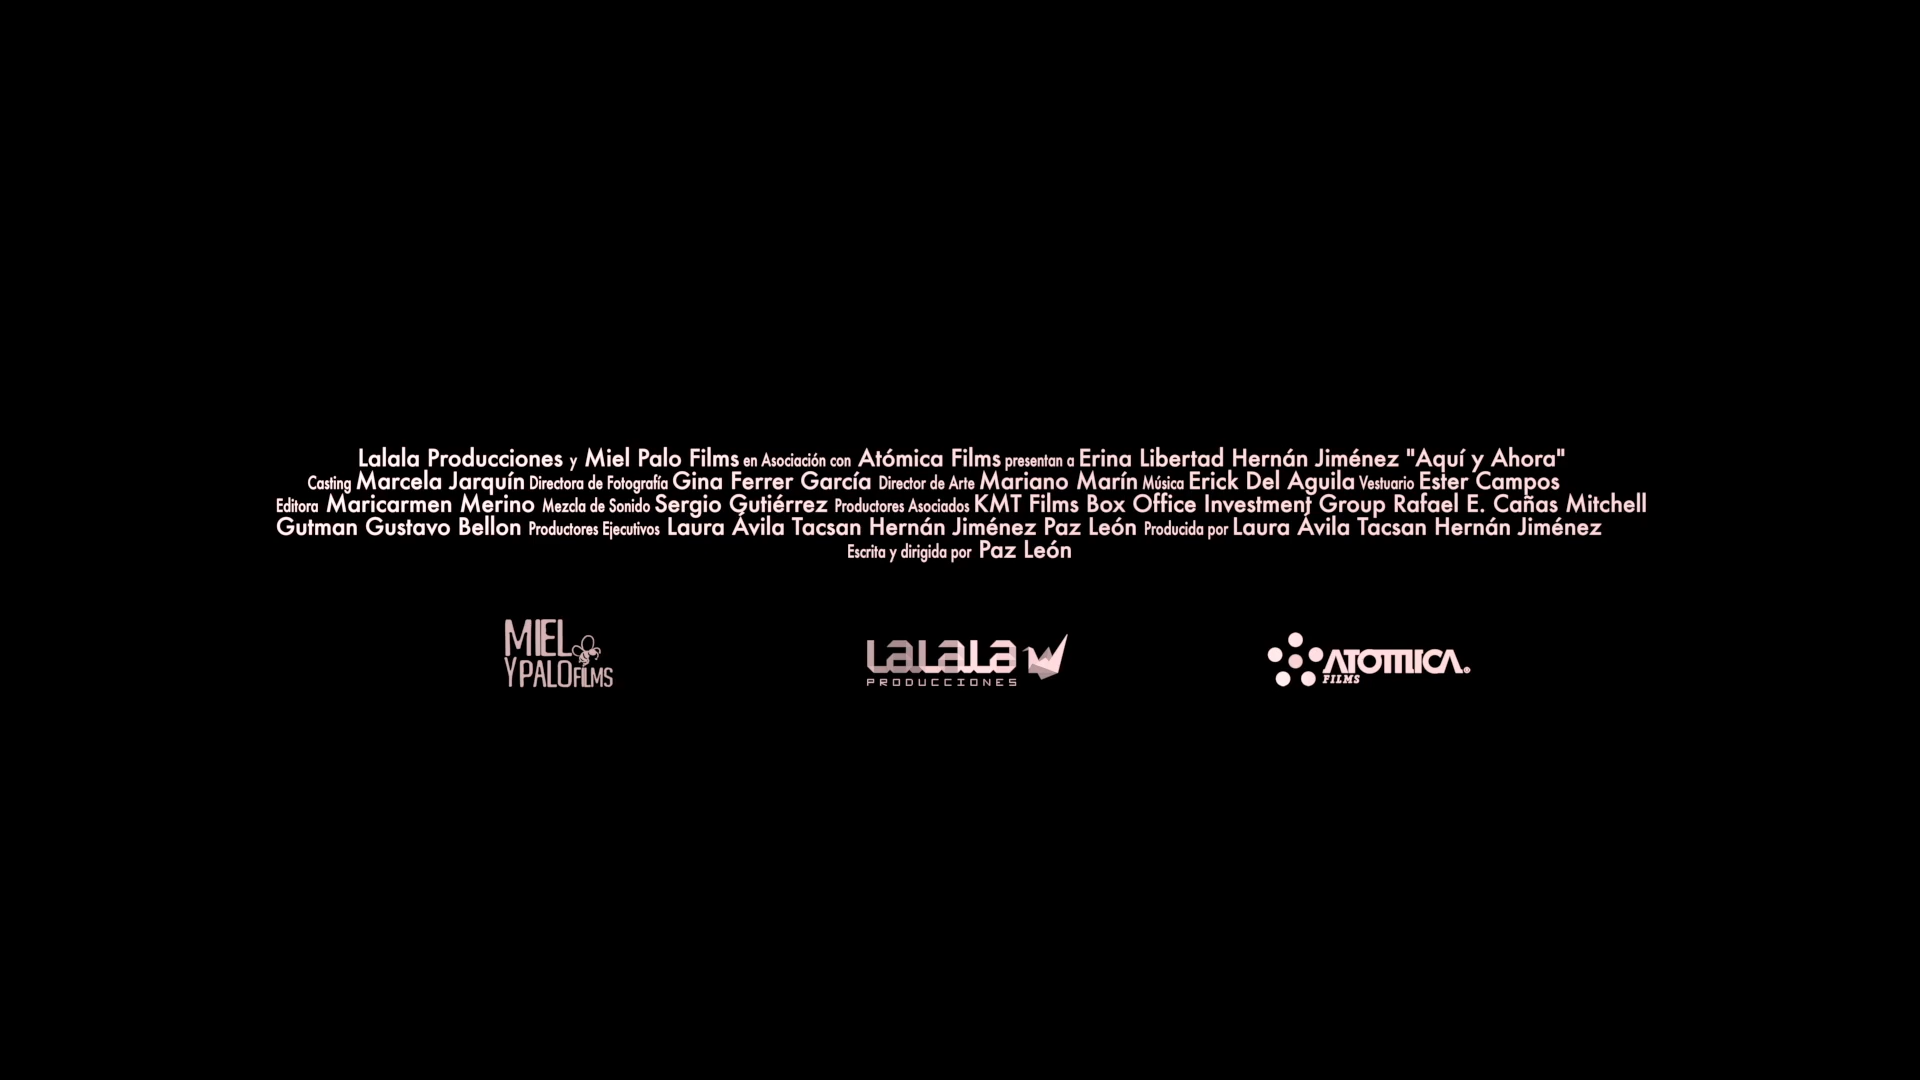 Lalala Producciones y Miel Palo Films en Asociación con Atómica Films presentan a Erina Libertad Hernán Jiménez "Aquí y Ahora"
Casting Marcela Jarquín Directora de Fotografía Gina Ferrer García Director de Arte Mariano Marín Música Erick Del Aguila Vestuario Ester Campos
Editora Maricarmen Merino Mezcla de Sonido Sergio Gutiérrez Productores Asociados KMT Films Box Office Investment Group Rafael E. Cañas Mitchell
Gutman Gustavo Bellon Productores Ejecutivos Laura Ávila Tacsan Hernán Jiménez Paz León Producida por Laura Ávila Tacsan Hernán Jiménez
Escrita y dirigida por Paz León
MIEL
Y PALO FILMS
LALALA
PRODUCCIONES
ATOMICA®
FILMS